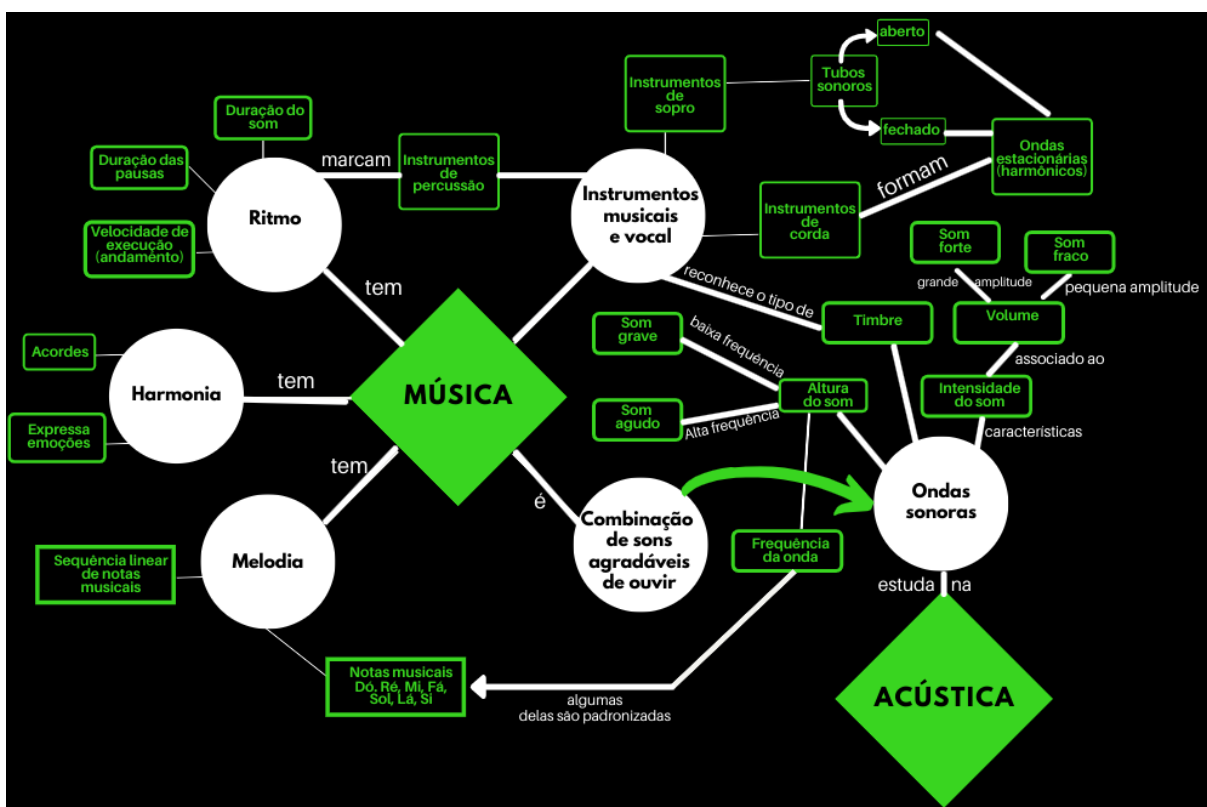 aberto
Instrumentos
de
sopro
Tubos
sonoros
fechado
Ondas
estacionárias
(harmônicos)
formam
Duração do
som
Duração das
pausas
Velocidade de
execução
(andamento)
Ritmo
marcam
Instrumentos
de
percussão
Instrumentos
musicais
e vocal
Instrumentos
de
corda
Som
forte
Som
fraco
grande
amplitude
pequena amplitude
reconhece o tipo de
Timbre
Volume
associado ao
tem
Som
grave
baixa frequência
Acordes
Harmonia
tem
MÚSICA
Altura
do som
Intensidade
do som
Expressa
emoções
Som
agudo
Alta frequência
características
tem
é
Ondas
sonoras
Combinação
de sons
agradáveis
de ouvir
Frequência
da onda
Sequência linear
de notas
musicais
Melodia
estuda
na
Notas musicais
Dó. Ré, Mi, Fá,
Sol, Lá, Si
algumas
delas são padronizadas
ACÚSTICA